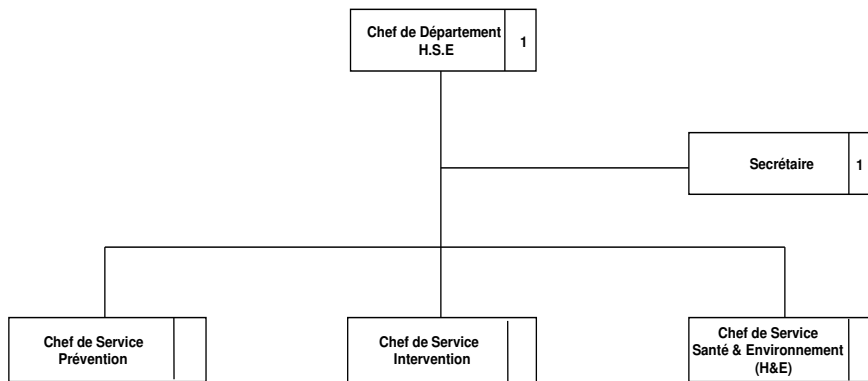 Chef de Département
H.S.E
1
Secrétaire
1
Chef de Service
Prévention
Chef de Service
Intervention
Chef de Service
Santé & Environnement
(H&E)